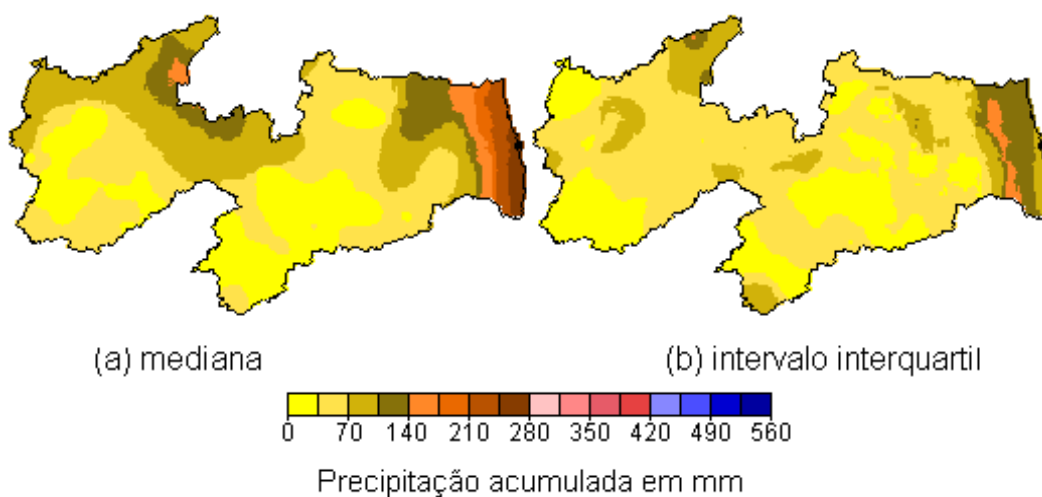 (a) mediana
(b) intervalo interquartil
0 70 140 210 280 350 420 490 560
Precipitação acumulada em mm